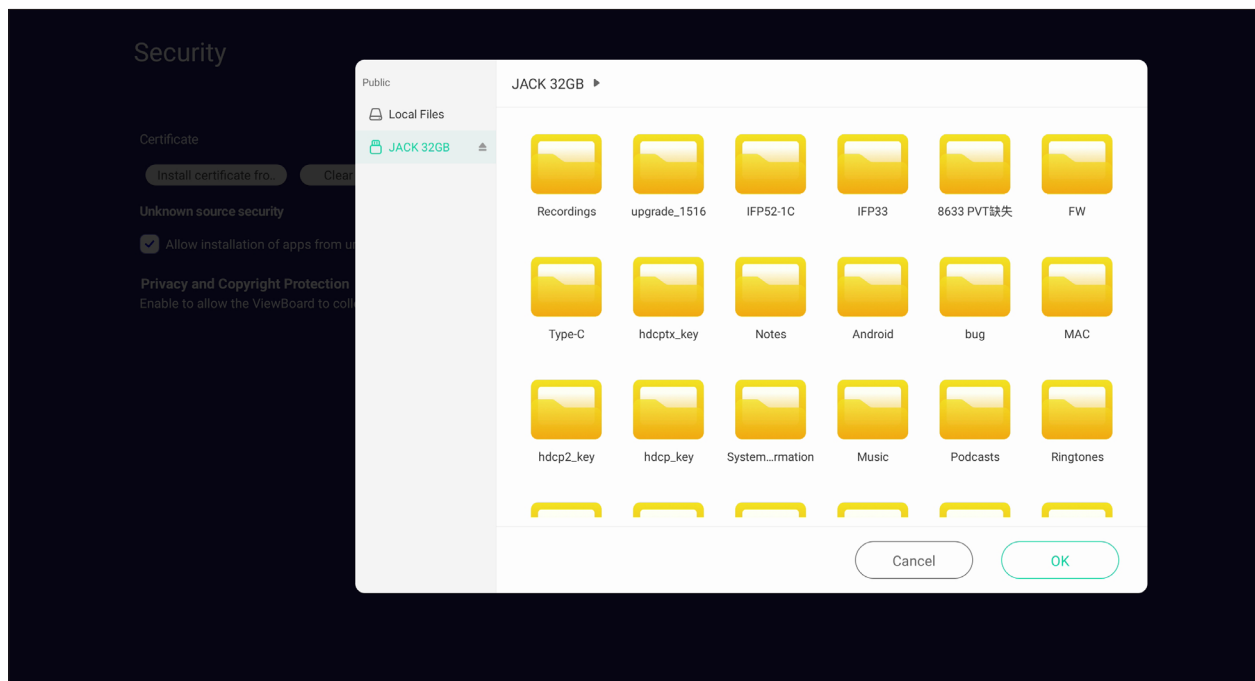 Security
Certificate
Install certificate fro..
Clear
Unknown source security
Allow installation of apps from u
Privacy and Copyright Protection
Enable to allow the ViewBoard to coll
Public
Local Files
JACK 32GB
JACK 32GB
Recordings
upgrade_1516
IFP52-1C
IFP33
8633 PVT缺失
FW
Type-C
hdcptx_key
Notes
Android
bug
MAC
hdcp2_key
hdcp_key
System...rmation
Music
Podcasts
Ringtones
Cancel
OK